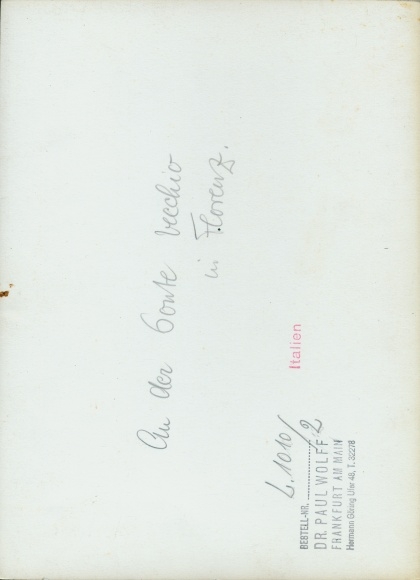 An der Ponte Vecchio
in Florenz.
Italien
L. 1010/2
BESTELL-NR.
DR. PAUL WOLFF
FRANKFURT AM MAIN
Hermann Göring Ufer 48, T. 32278